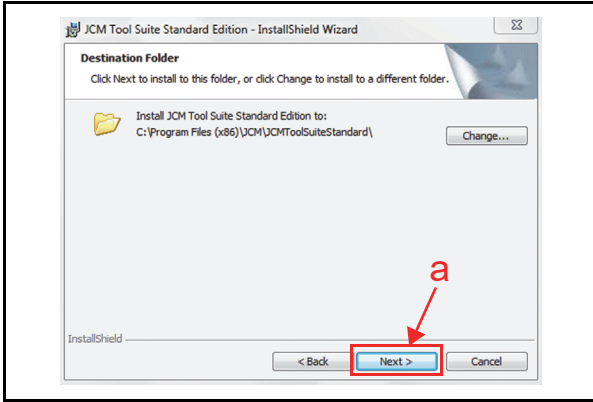 JCM Tool Suite Standard Edition - InstallShield Wizard
Destination Folder
Click Next to install to this folder, or click Change to install to a different folder.
Install JCM Tool Suite Standard Edition to:
C:\Program Files (x86)\JCM\JCMToolSuiteStandard\
Change...
a
InstallShield
< Back
Next >
Cancel